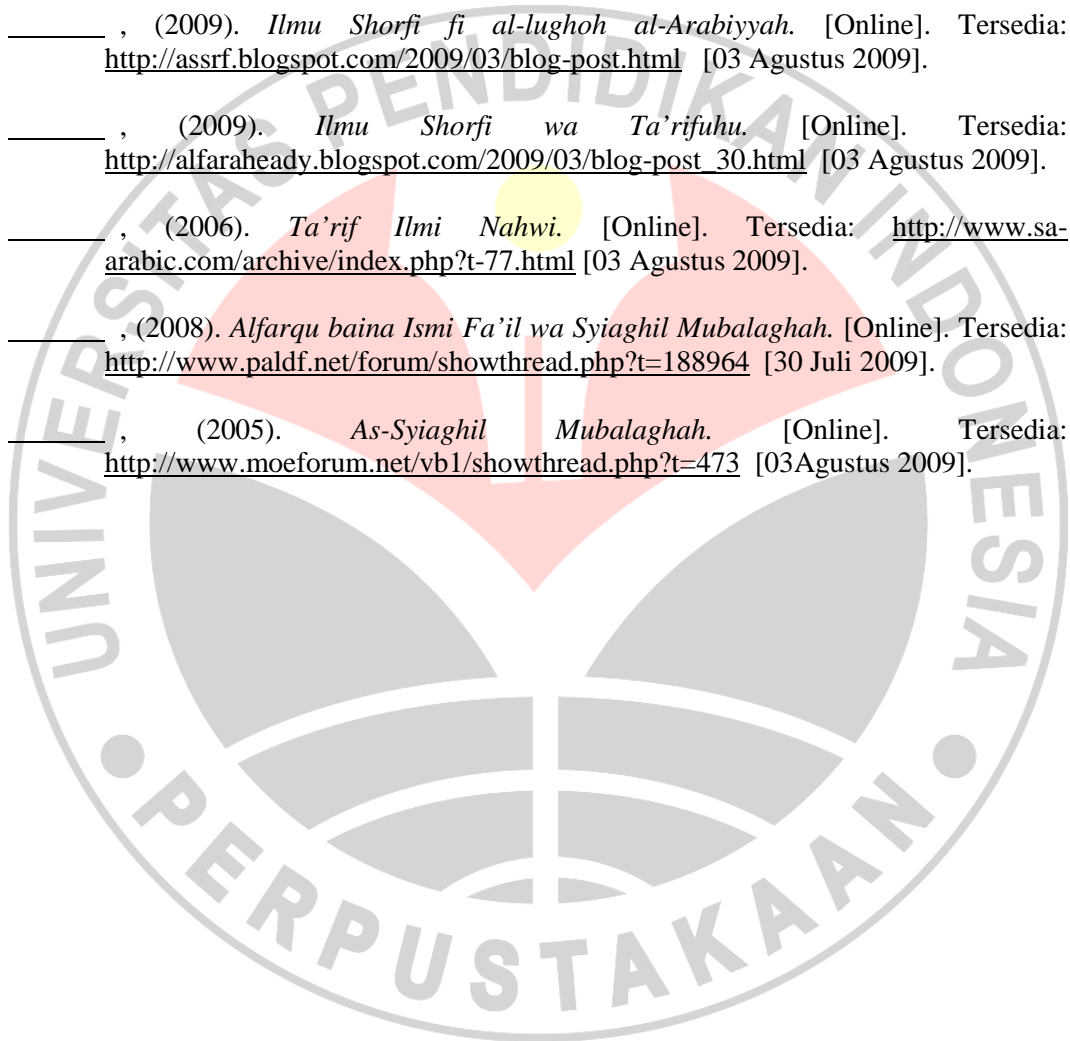 ________ , (2009). Ilmu Shorfi fi al-lughoh al-Arabiyyah. [Online]. Tersedia:
http://assrf.blogspot.com/2009/03/blog-post.html [03 Agustus 2009].
________ , (2009). Ilmu Shorfi wa Ta’rifuhu. [Online]. Tersedia:
http://alfaraheady.blogspot.com/2009/03/blog-post_30.html [03 Agustus 2009].
________ , (2006). Ta’rif Ilmi Nahwi. [Online]. Tersedia: http://www.sa-
arabic.com/archive/index.php?t-77.html [03 Agustus 2009].
________ , (2008). Alfarqu baina Ismi Fa’il wa Syiaghil Mubalaghah. [Online]. Tersedia:
http://www.paldf.net/forum/showthread.php?t=188964 [30 Juli 2009].
________ , (2005). As-Syiaghil Mubalaghah. [Online]. Tersedia:
http://www.moeforum.net/vb1/showthread.php?t=473 [03Agustus 2009].
UNIVERSITAS PENDIDIKAN INDONESIA
PERPUSTAKAAN